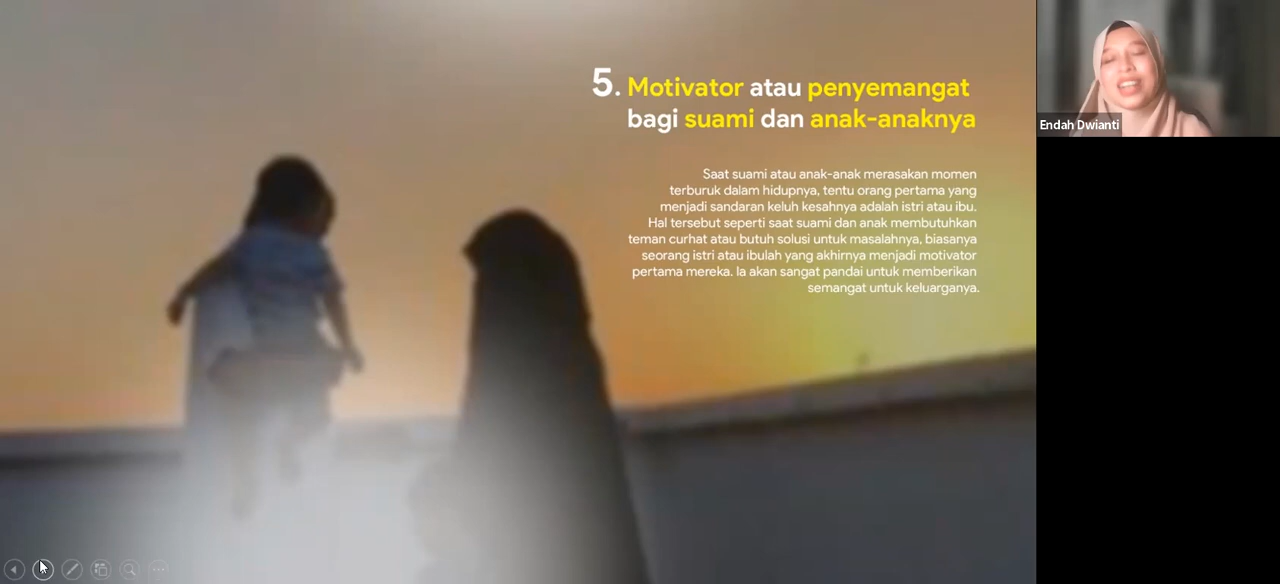 5. Motivator atau penyemangat
bagi suami dan anak-anaknya
Saat suami atau anak-anak merasakan momen
terburuk dalam hidupnya, tentu orang pertama yang
menjadi sandaran keluh kesahnya adalah istri atau ibu.
Hal tersebut seperti saat suami dan anak membutuhkan
teman curhat atau butuh solusi untuk masalahnya, biasanya
seorang istri atau ibulah yang akhirnya menjadi motivator
pertama mereka. Ia akan sangat pandai untuk memberikan
semangat untuk keluarganya.
Endah Dwianti